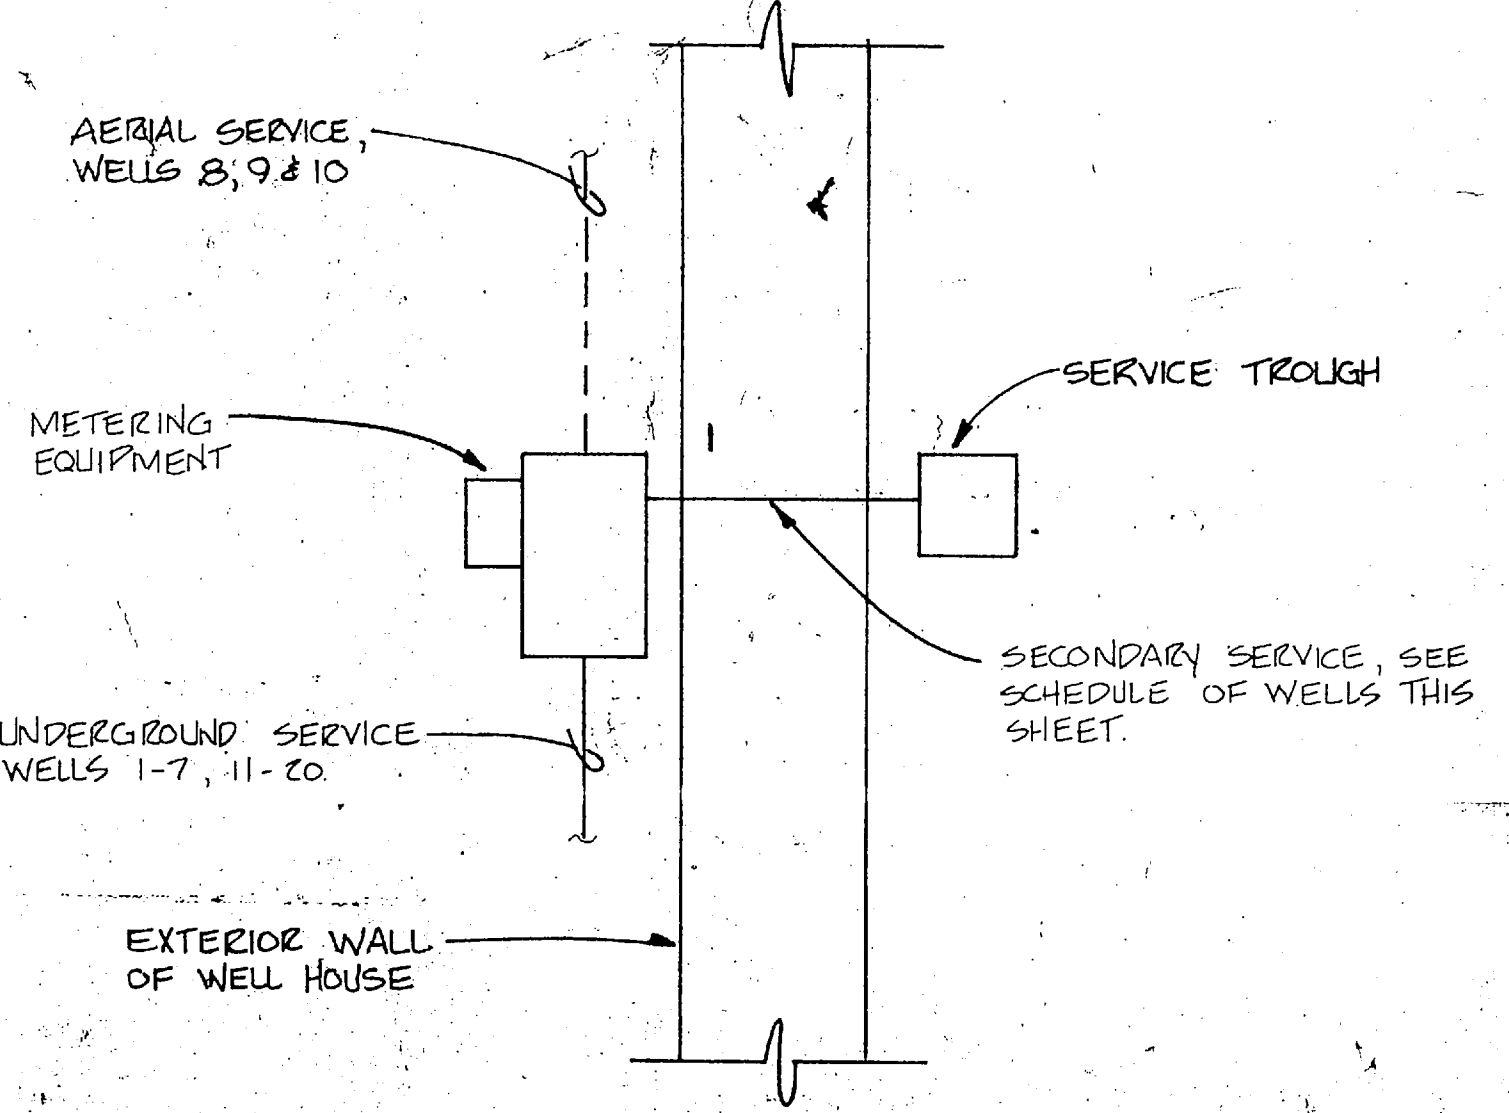 AERIAL SERVICE,
WELLS 8, 9 & 10
SERVICE TROUGH
METERING
EQUIPMENT
SECONDARY SERVICE, SEE
SCHEDULE OF WELLS THIS
SHEET.
UNDERGROUND SERVICE
WELLS 1-7, 11-20.
EXTERIOR WALL
OF WELL HOUSE